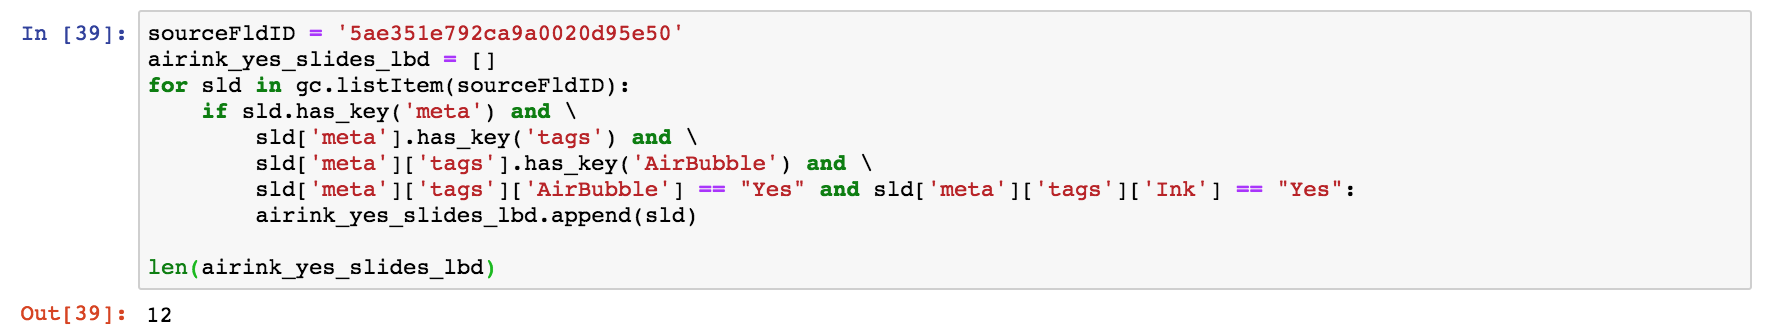 In [39]: sourceFldID = '5ae351e792ca9a0020d95e50'
airink_yes_slides_lbd = []
for sld in gc.listItem(sourceFldID):
    if sld.has_key('meta') and \
        sld['meta'].has_key('tags') and \
        sld['meta']['tags'].has_key('AirBubble') and \
        sld['meta']['tags']['AirBubble'] == "Yes" and sld['meta']['tags']['Ink'] == "Yes":
        airink_yes_slides_lbd.append(sld)

len(airink_yes_slides_lbd)
Out[39]: 12